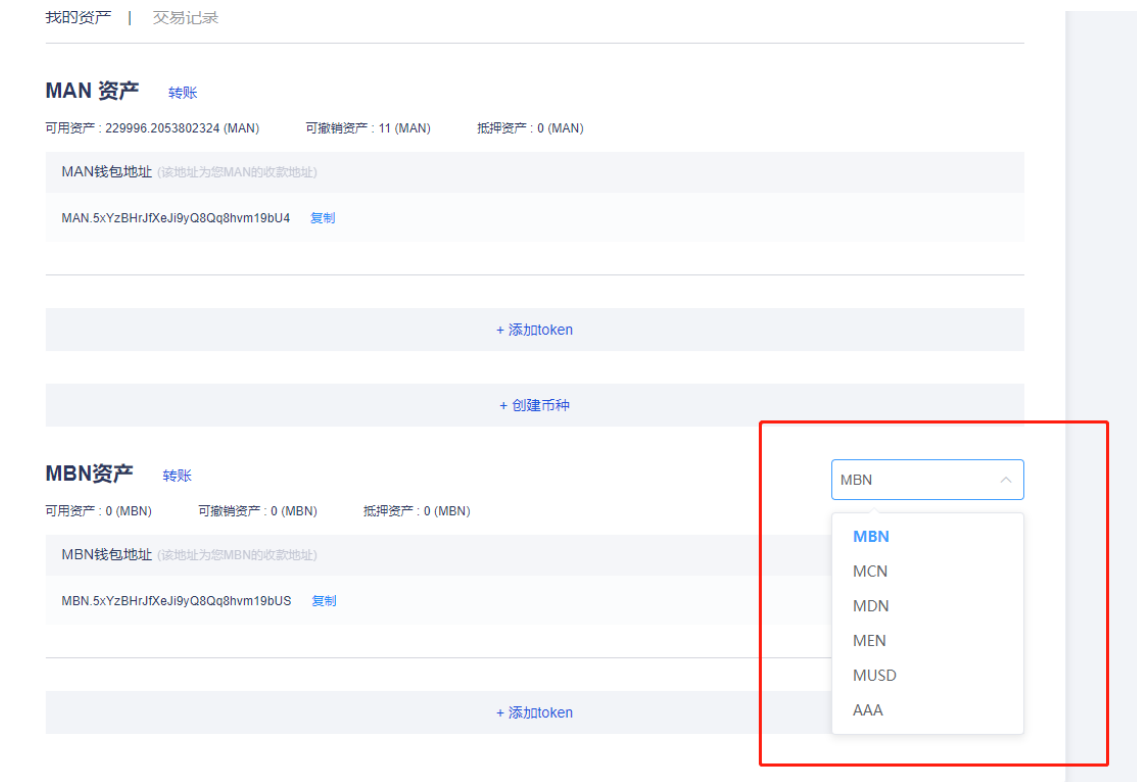 我的资产 | 交易记录
MAN 资产 转账
可用资产 : 229996.2053802324 (MAN) 可撤销资产 : 11 (MAN) 抵押资产 : 0 (MAN)
MAN钱包地址 (该地址为您MAN的收款地址)
MAN.5xYzBHrJfXeJi9yQ8Qq8hvm19bU4 复制
+ 添加token
+ 创建币种
MBN资产 转账
MBN
可用资产 : 0 (MBN) 可撤销资产 : 0 (MBN) 抵押资产 : 0 (MBN)
MBN
MBN钱包地址 (该地址为您MBN的收款地址)
MCN
MBN.5xYzBHrJfXeJi9yQ8Qq8hvm19bUS 复制
MDN
MEN
MUSD
+ 添加token
AAA